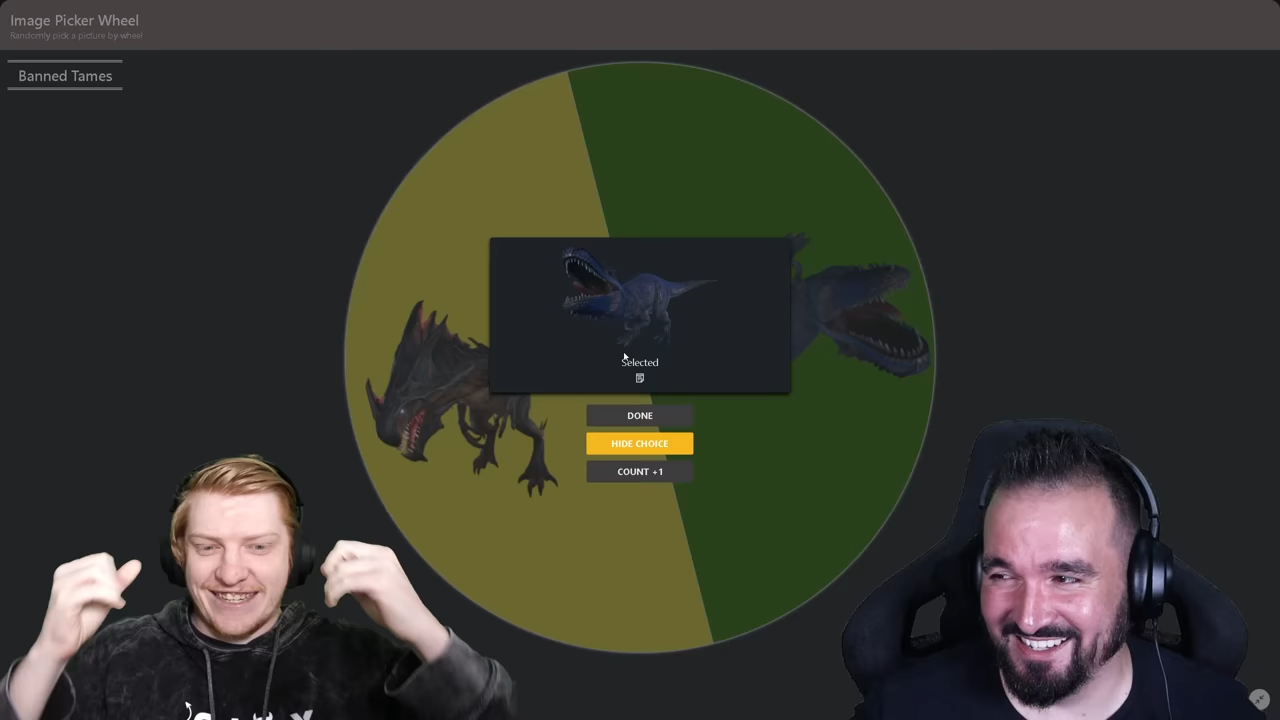 Image Picker Wheel
Randomly pick a picture by wheel
Banned Tames
Selected
DONE
HIDE CHOICE
COUNT +1